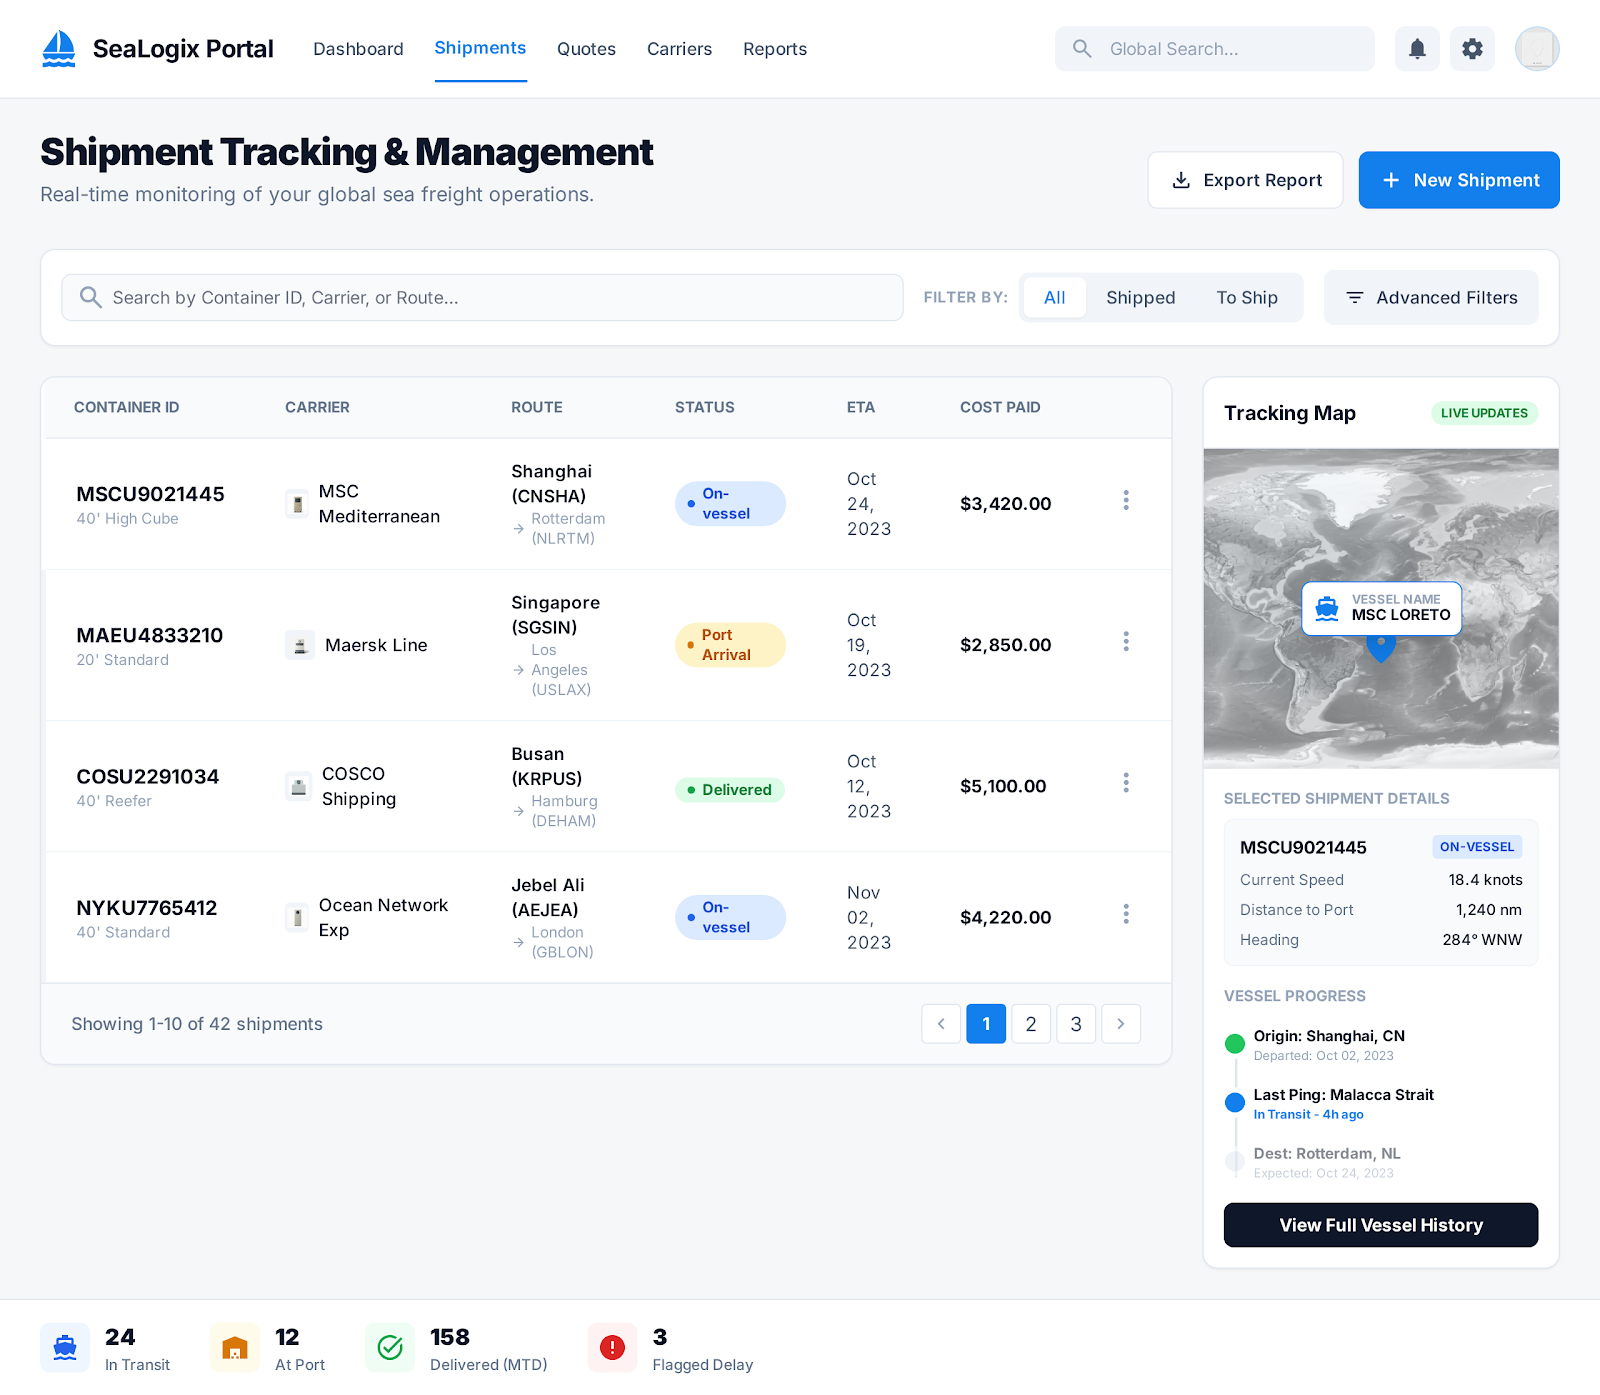 SeaLogix Portal
Dashboard
Shipments
Quotes
Carriers
Reports
Global Search...
Shipment Tracking & Management
Real-time monitoring of your global sea freight operations.
Export Report
New Shipment
Search by Container ID, Carrier, or Route...
FILTER BY:
All
Shipped
To Ship
Advanced Filters
CONTAINER ID
CARRIER
ROUTE
STATUS
ETA
COST PAID
MSCU9021445
40' High Cube
MSC
Mediterranean
Shanghai
(CNSHA)
→ Rotterdam
(NLRTM)
On-
vessel
Oct
24,
2023
$3,420.00
MAEU4833210
20' Standard
Maersk Line
Singapore
(SGSIN)
Los
→ Angeles
(USLAX)
Port
Arrival
Oct
19,
2023
$2,850.00
COSU2291034
40' Reefer
COSCO
Shipping
Busan
(KRPUS)
→ Hamburg
(DEHAM)
Delivered
Oct
12,
2023
$5,100.00
NYKU7765412
40' Standard
Ocean Network
Exp
Jebel Ali
(AEJEA)
→ London
(GBLON)
On-
vessel
Nov
02,
2023
$4,220.00
Showing 1-10 of 42 shipments
1
2
3
Tracking Map
LIVE UPDATES
VESSEL NAME
MSC LORETO
SELECTED SHIPMENT DETAILS
MSCU9021445
ON-VESSEL
Current Speed
18.4 knots
Distance to Port
1,240 nm
Heading
284° WNW
VESSEL PROGRESS
Origin: Shanghai, CN
Departed: Oct 02, 2023
Last Ping: Malacca Strait
In Transit - 4h ago
Dest: Rotterdam, NL
Expected: Oct 24, 2023
View Full Vessel History
24
In Transit
12
At Port
158
Delivered (MTD)
3
Flagged Delay